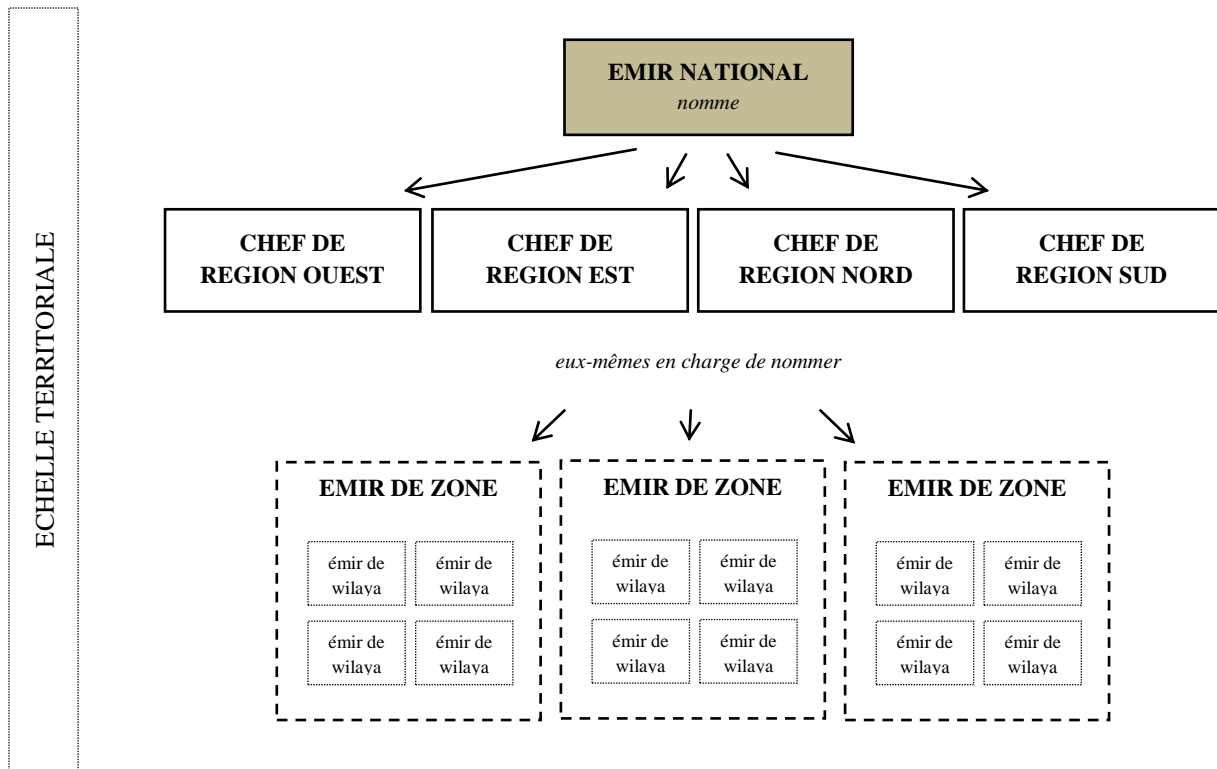 ECHELLE TERRITORIALE
EMIR NATIONAL
nomme
CHEF DE
REGION OUEST
CHEF DE
REGION EST
CHEF DE
REGION NORD
CHEF DE
REGION SUD
eux-mêmes en charge de nommer
EMIR DE ZONE
émir de
wilaya
émir de
wilaya
émir de
wilaya
émir de
wilaya
EMIR DE ZONE
émir de
wilaya
émir de
wilaya
émir de
wilaya
émir de
wilaya
EMIR DE ZONE
émir de
wilaya
émir de
wilaya
émir de
wilaya
émir de
wilaya